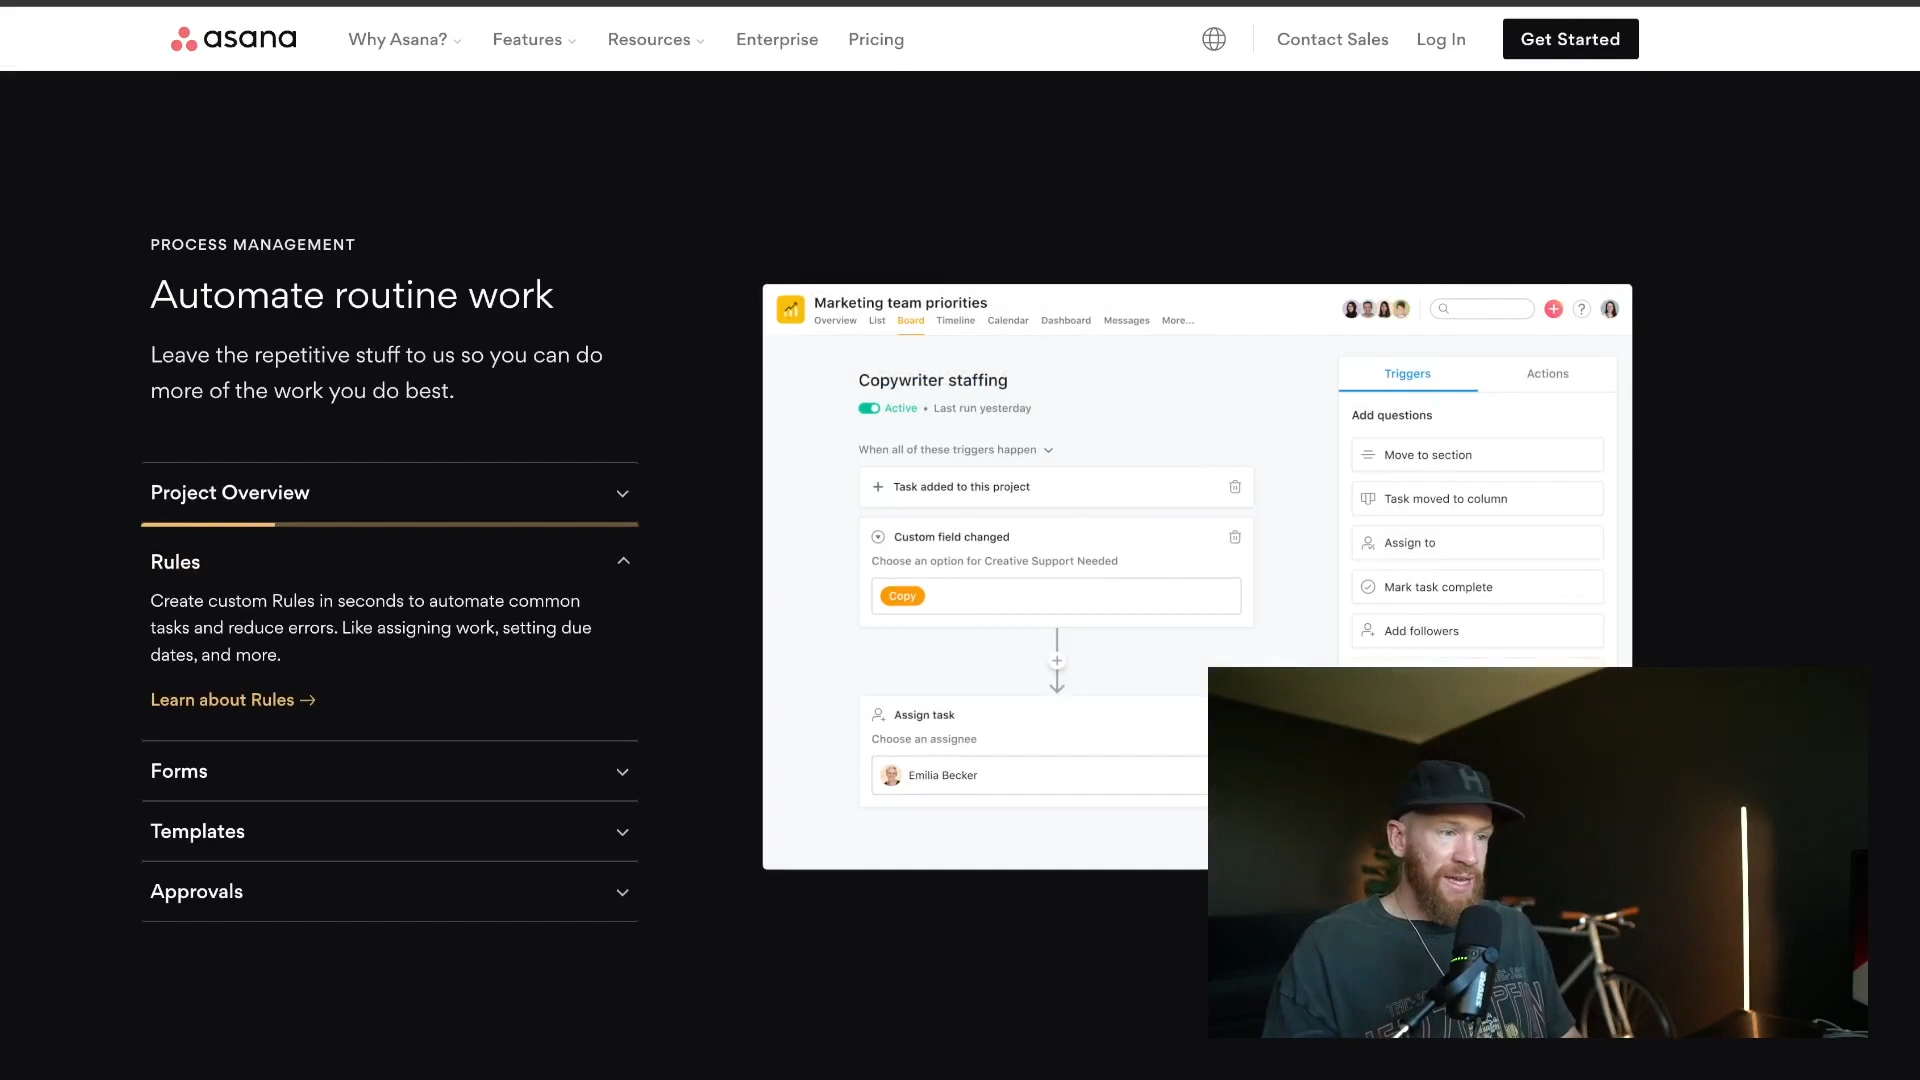 asana
Why Asana?
Features
Resources
Enterprise
Pricing
Contact Sales
Log In
Get Started
PROCESS MANAGEMENT
Automate routine work
Leave the repetitive stuff to us so you can do
more of the work you do best.
Project Overview
Rules
Create custom Rules in seconds to automate common
tasks and reduce errors. Like assigning work, setting due
dates, and more.
Learn about Rules →
Forms
Templates
Approvals
Marketing team priorities
Overview List Board Timeline Calendar Dashboard Messages More...
Copywriter staffing
Active • Last run yesterday
When all of these triggers happen
Task added to this project
Custom field changed
Choose an option for Creative Support Needed
Copy
Assign task
Choose an assignee
Emilia Becker
Triggers
Actions
Add questions
Move to section
Task moved to column
Assign to
Mark task complete
Add followers